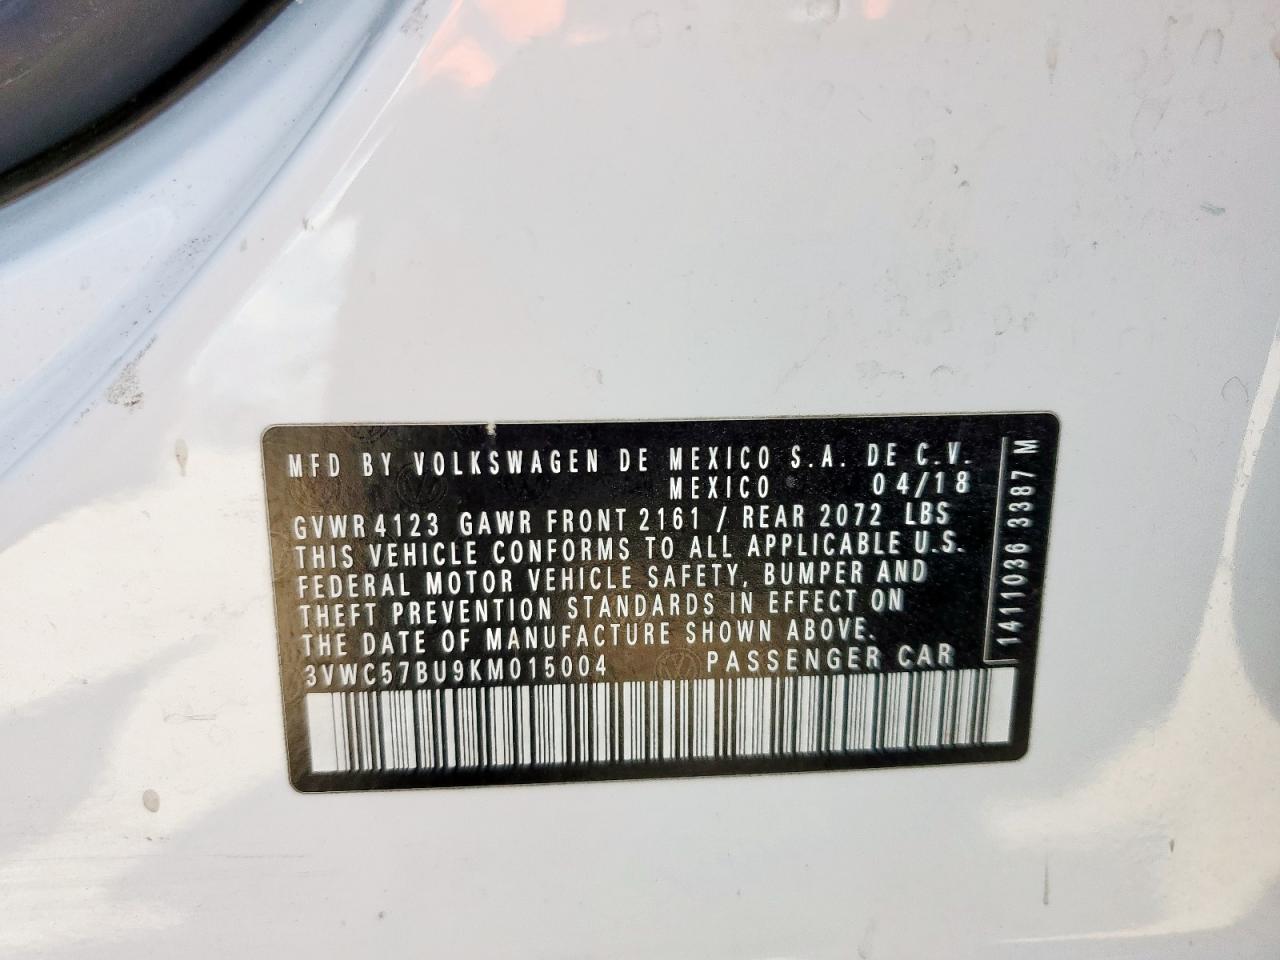 MFD BY VOLKSWAGEN DE MEXICO S.A. DE C.V.
MEXICO 04/18
GVWR 4123 GAWR FRONT 2161 / REAR 2072 LBS
THIS VEHICLE CONFORMS TO ALL APPLICABLE U.S.
FEDERAL MOTOR VEHICLE SAFETY, BUMPER AND
THEFT PREVENTION STANDARDS IN EFFECT ON
THE DATE OF MANUFACTURE SHOWN ABOVE.
3VWC57BU9KM015004 PASSENGER CAR
1411036 3387 M